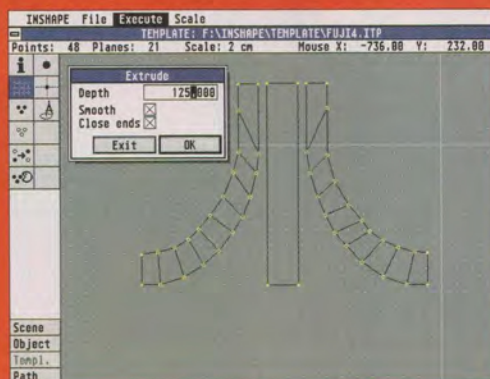 INSHAPE File Execute Scale
TEMPLATE: F:\INSHAPE\TEMPLATE\FUJI4.ITP
Points: 48 Planes: 21 Scale: 2 cm Mouse X: -736.00 Y: 232.00
Extrude
Depth 125.000
Smooth
Close ends
Exit OK
Scene
Object
Templ.
Path